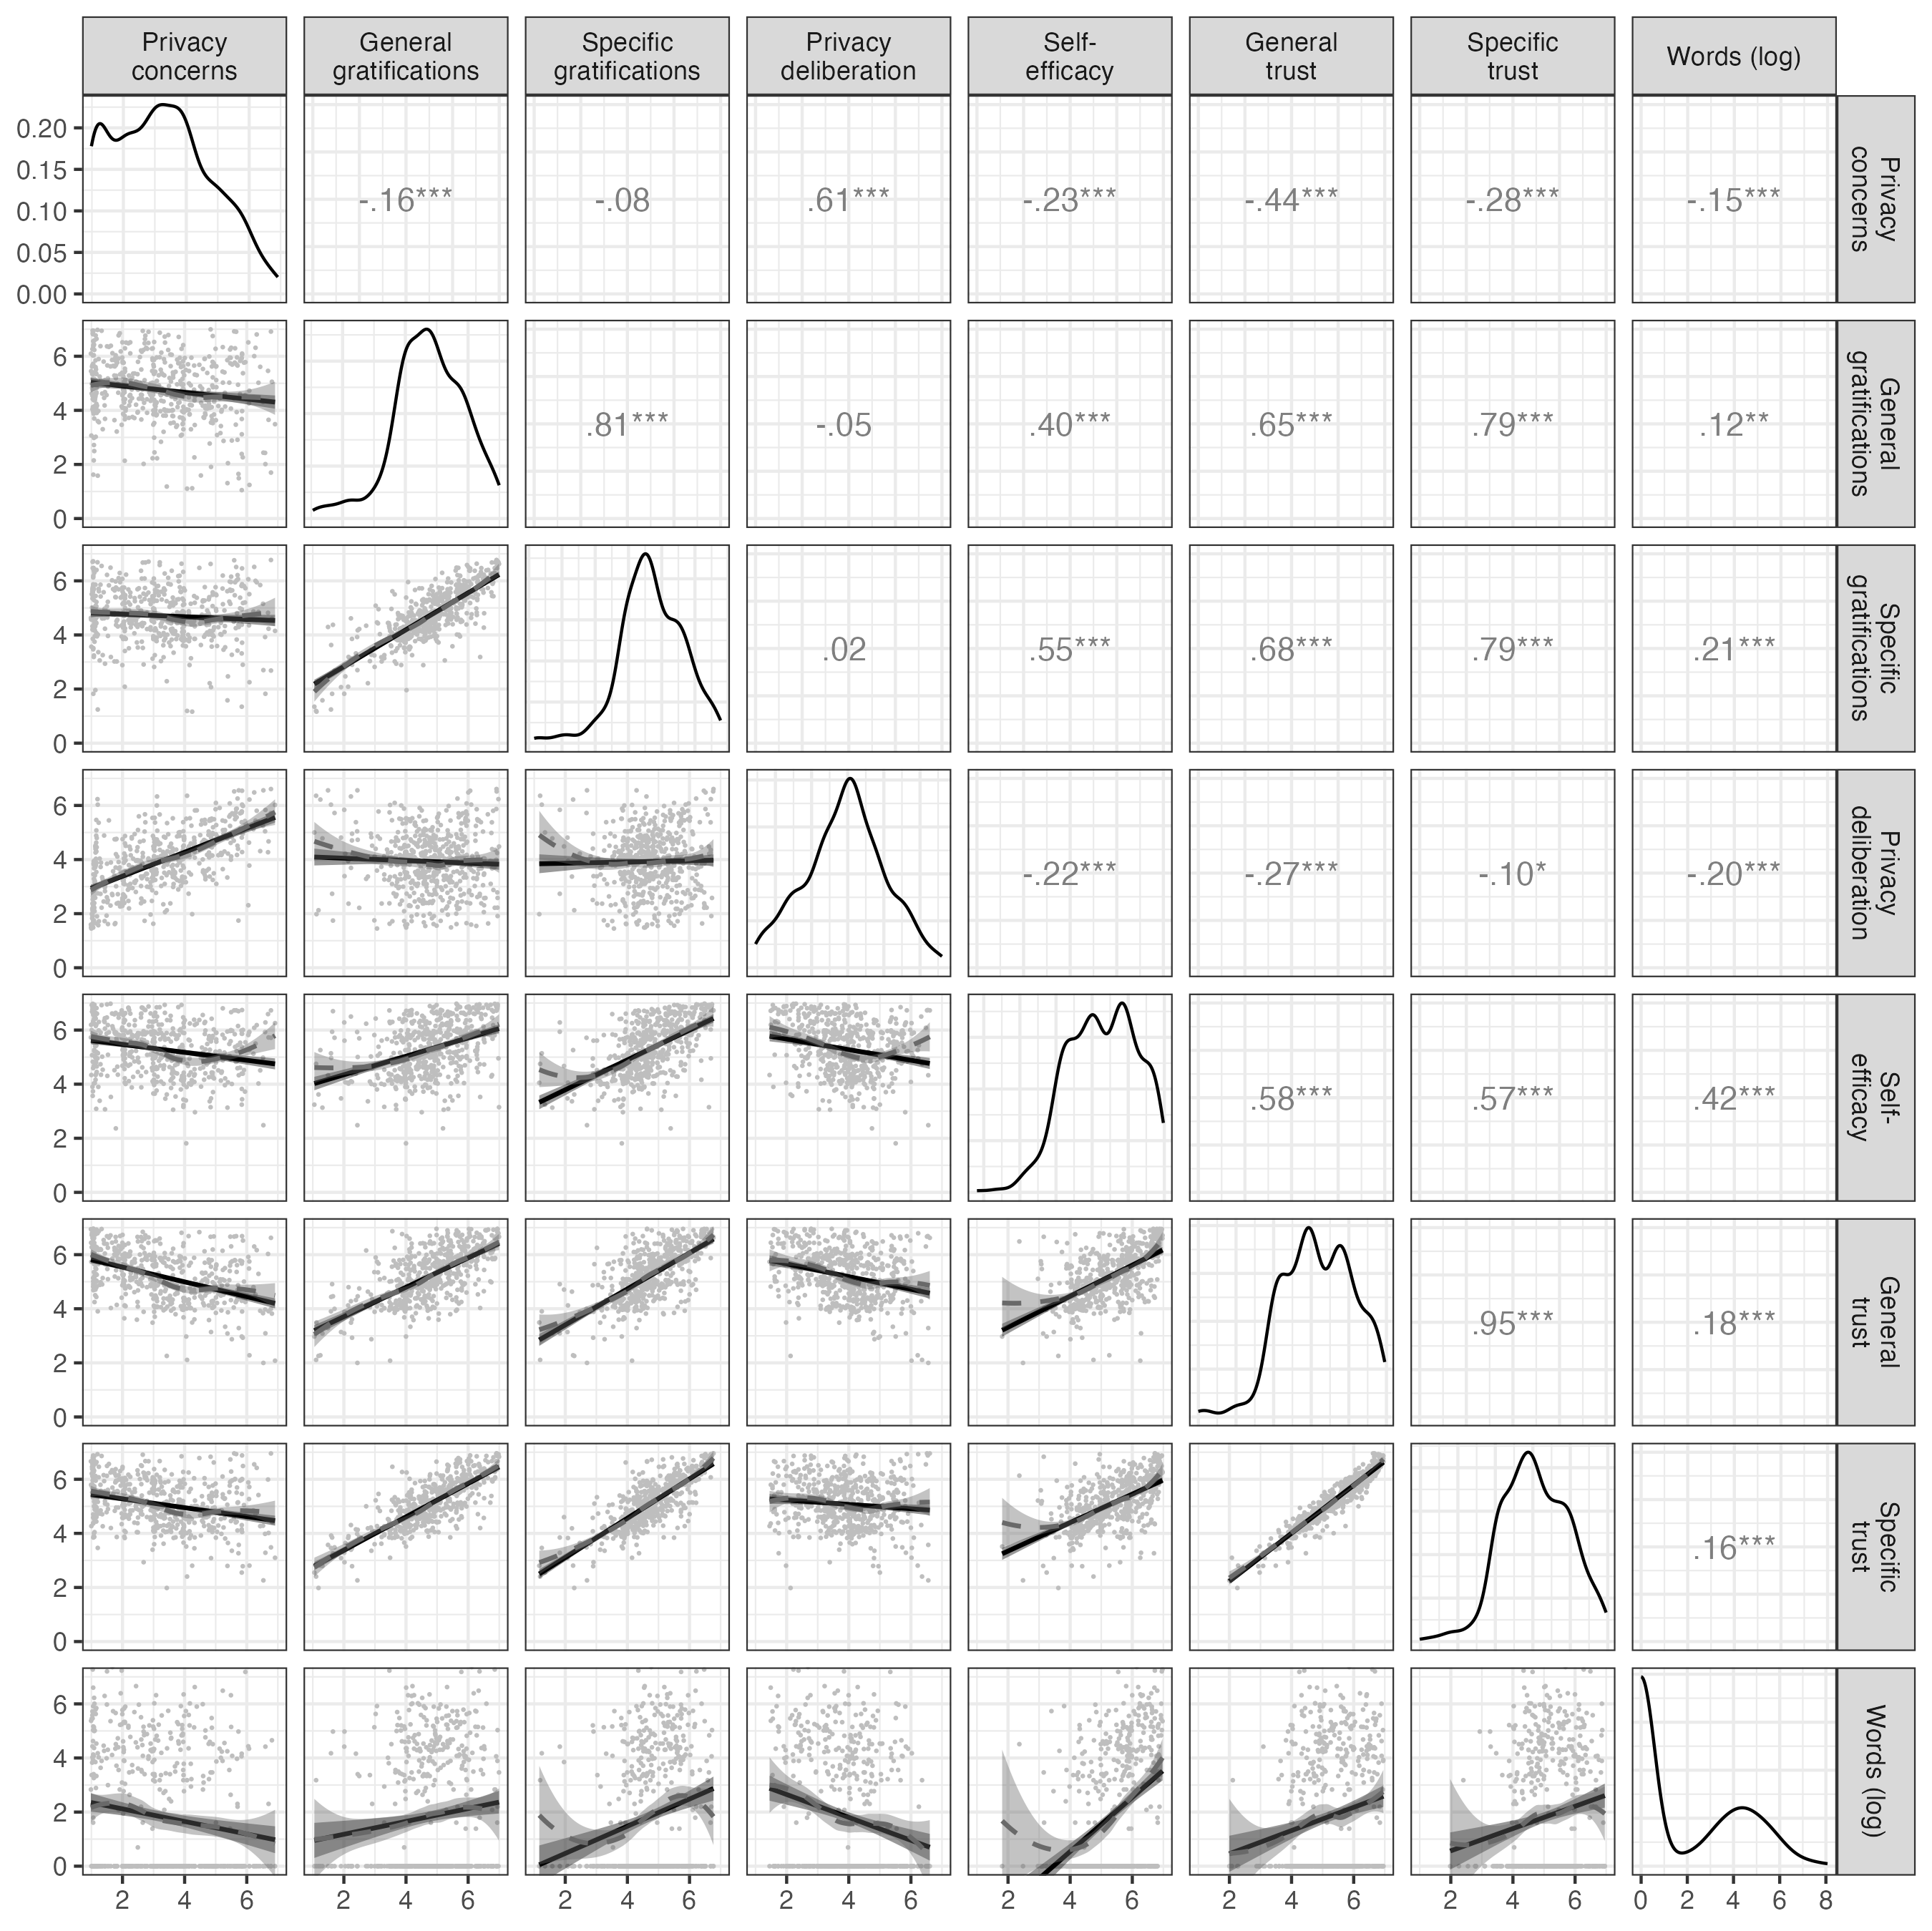 Privacy
concerns
General
gratifications
Specific
gratifications
Privacy
deliberation
Self-
efficacy
General
trust
Specific
trust
Words (log)
0.20
0.15
0.10
0.05
0.00
-.16***
-.08
.61***
-.23***
-.44***
-.28***
-.15***
Privacy
concerns
6
4
2
0
.81***
-.05
.40***
.65***
.79***
.12**
General
gratifications
6
4
2
0
.02
.55***
.68***
.79***
.21***
Specific
gratifications
6
4
2
0
-.22***
-.27***
-.10*
-.20***
Privacy
deliberation
6
4
2
0
.58***
.57***
.42***
Self-
efficacy
6
4
2
0
.95***
.18***
General
trust
6
4
2
0
.16***
Specific
trust
6
4
2
0
Words (log)
2 4 6
2 4 6
2 4 6
2 4 6
2 4 6
2 4 6
2 4 6
0 2 4 6 8